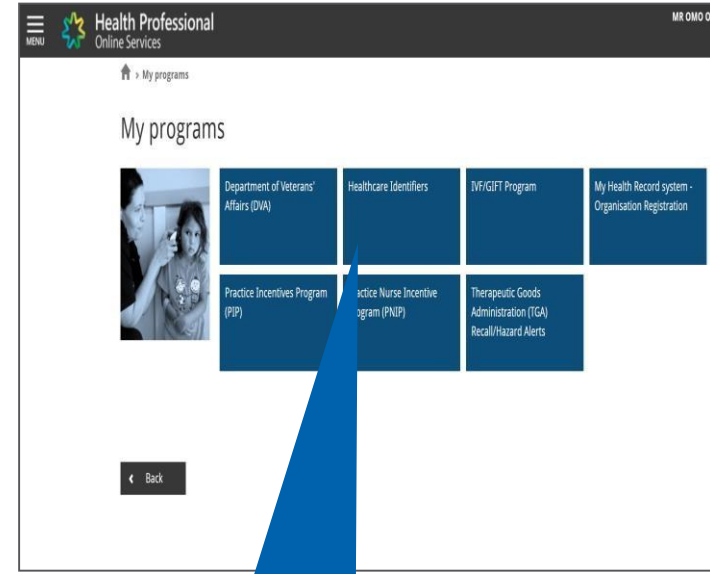 MENU
Health Professional
Online Services
MR OMO O
> My programs
My programs
Department of Veterans'
Affairs (DVA)
Healthcare Identifiers
IVF/GIFT Program
My Health Record system -
Organisation Registration
Practice Incentives Program
(PIP)
actice Nurse Incentive
ogram (PNIP)
Therapeutic Goods
Administration (TGA)
Recall/Hazard Alerts
‹ Back